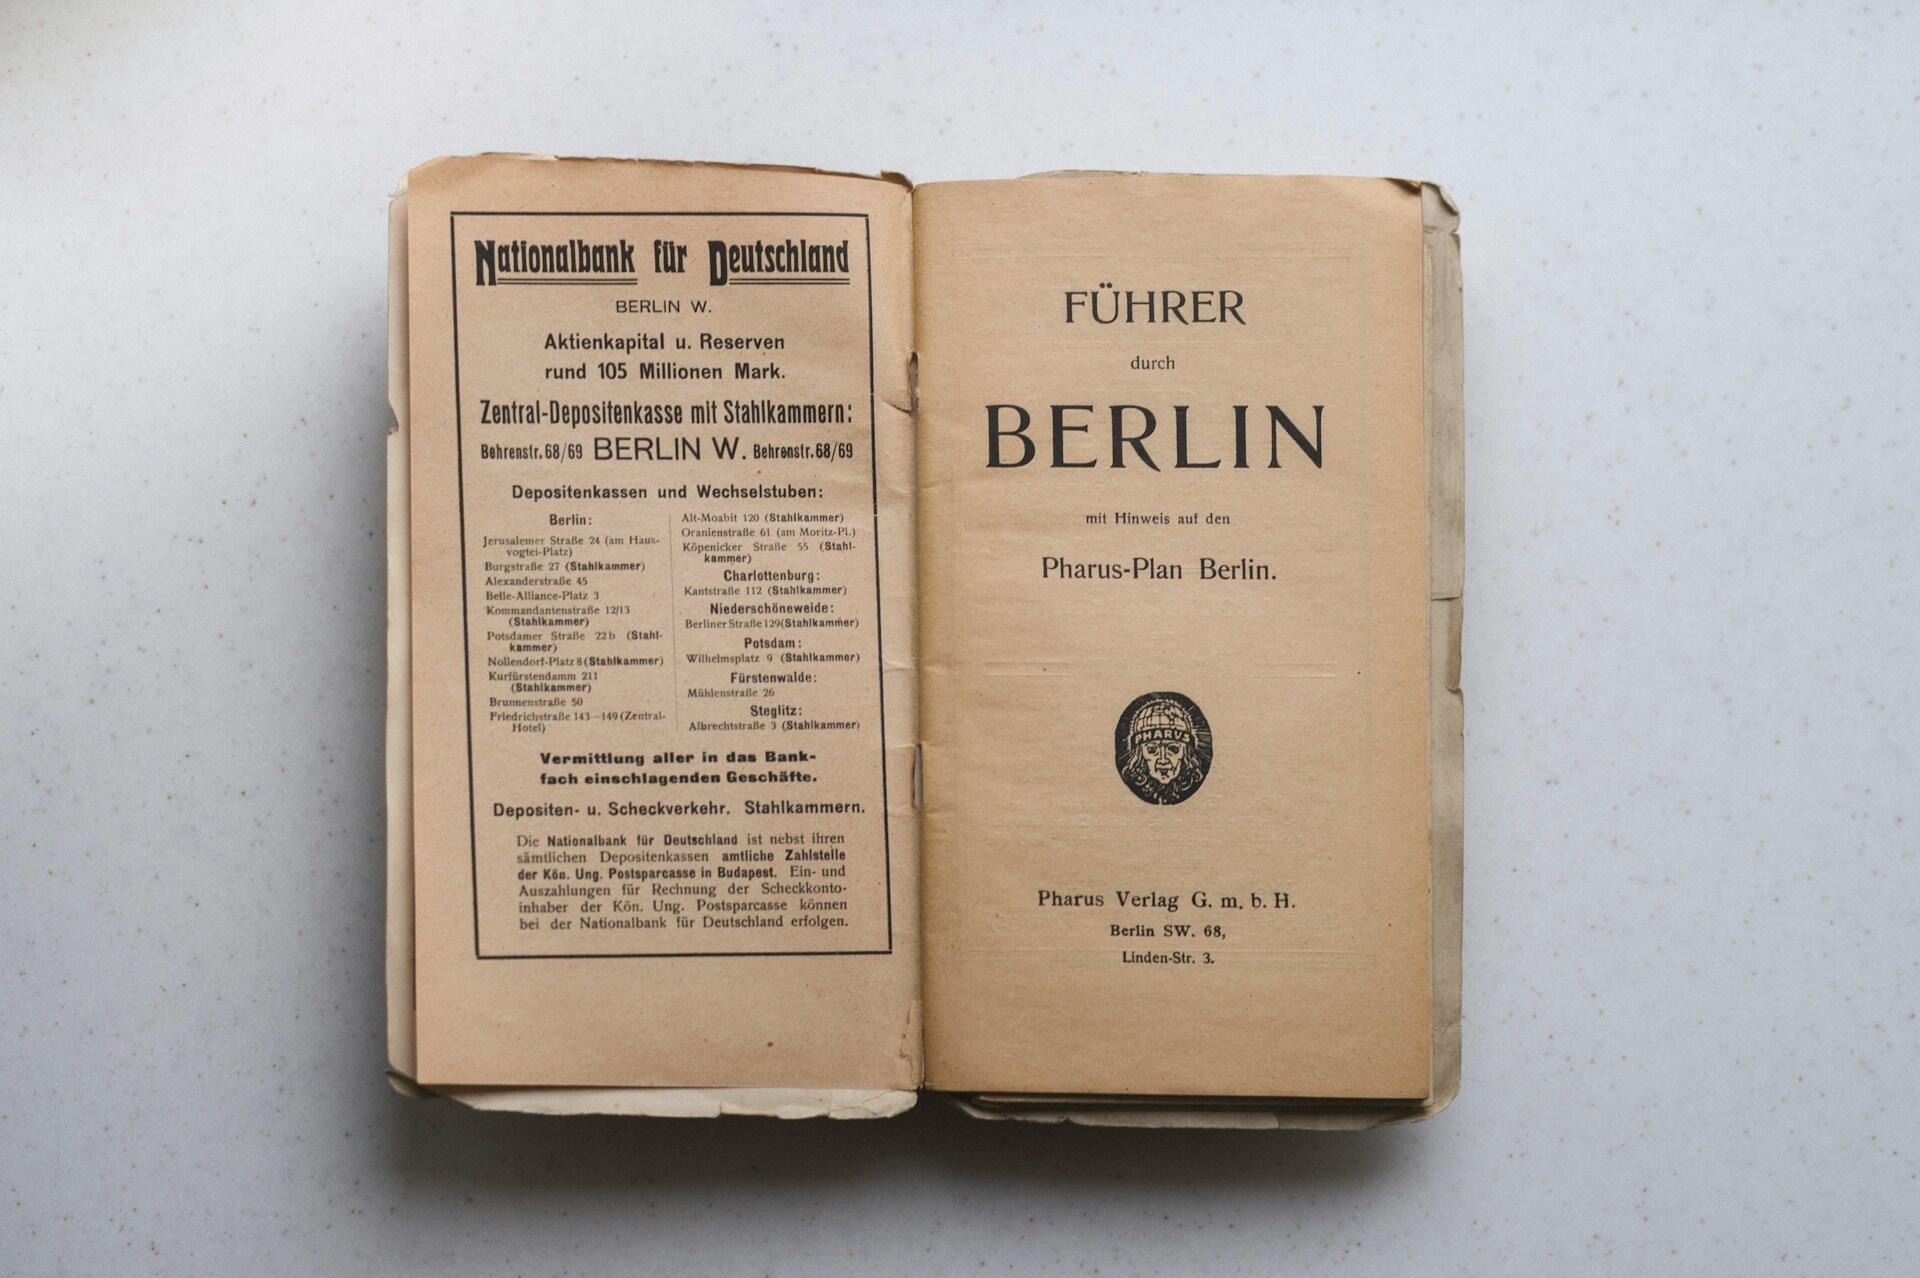 Nationalbank für Deutschland
BERLIN W.
Aktienkapital u. Reserven
rund 105 Millionen Mark.
Zentral-Depositenkasse mit Stahlkammern:
Behrenstr. 68/69 BERLIN W. Behrenstr. 68/69
Depositenkassen und Wechselstuben:
Berlin:
Jerusalemer Straße 24 (am Haus-
vogtei-Platz)
Burgstraße 27 (Stahlkammer)
Alexanderstraße 45
Belle-Alliance-Platz 3
Kommandantenstraße 12/13
(Stahlkammer)
Potsdamer Straße 22b (Stahl-
kammer)
Nollendorf-Platz 8 (Stahlkammer)
Kurfürstendamm 211
(Stahlkammer)
Brunnenstraße 50
Friedrichstraße 143—149 (Zentral-
Hotel)
Alt-Moabit 120 (Stahlkammer)
Oranienstraße 61 (am Moritz-Pl.)
Köpenicker Straße 55 (Stahl-
kammer)
Charlottenburg:
Kantstraße 112 (Stahlkammer)
Niederschöneweide:
Berliner Straße 129 (Stahlkammer)
Potsdam:
Wilhelmsplatz 9 (Stahlkammer)
Fürstenwalde:
Mühlenstraße 26
Steglitz:
Albrechtstraße 3 (Stahlkammer)
Vermittlung aller in das Bank-
fach einschlagenden Geschäfte.
Depositen- u. Scheckverkehr. Stahlkammern.
Die Nationalbank für Deutschland ist nebst ihren
sämtlichen Depositenkassen amtliche Zahlstelle
der Kön. Ung. Postsparcasse in Budapest. Ein- und
Auszahlungen für Rechnung der Scheckkonto-
inhaber der Kön. Ung. Postsparcasse können
bei der Nationalbank für Deutschland erfolgen.
FÜHRER
durch
BERLIN
mit Hinweis auf den
Pharus-Plan Berlin.
PHARVS
Pharus Verlag G. m. b. H.
Berlin SW. 68,
Linden-Str. 3.